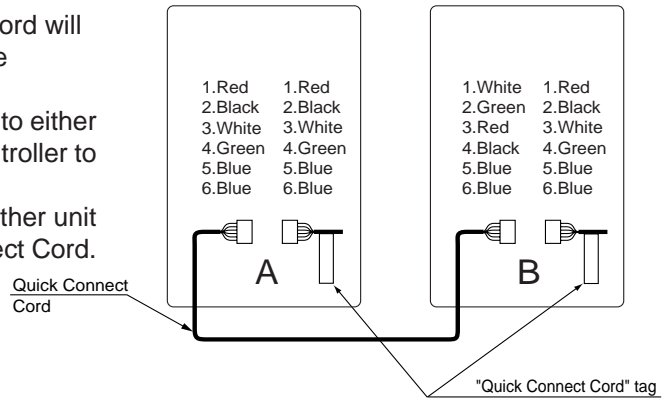 ord will
e
to either
troller to
ther unit
ect Cord.
1.Red
2.Black
3.White
4.Green
5.Blue
6.Blue
1.Red
2.Black
3.White
4.Green
5.Blue
6.Blue
A
1.White
2.Green
3.Red
4.Black
5.Blue
6.Blue
1.Red
2.Black
3.White
4.Green
5.Blue
6.Blue
B
Quick Connect
Cord
"Quick Connect Cord" tag